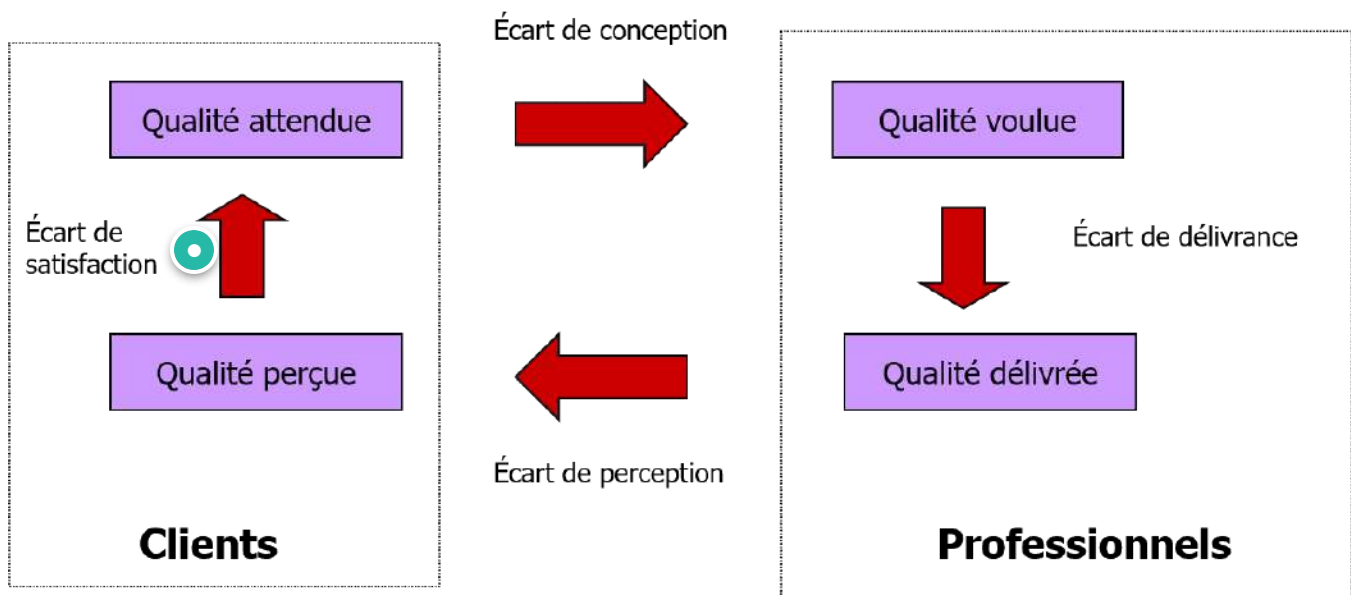 Écart de conception
Qualité attendue
Qualité voulue
Écart de
satisfaction
Écart de délivrance
Qualité perçue
Qualité délivrée
Écart de perception
Clients
Professionnels